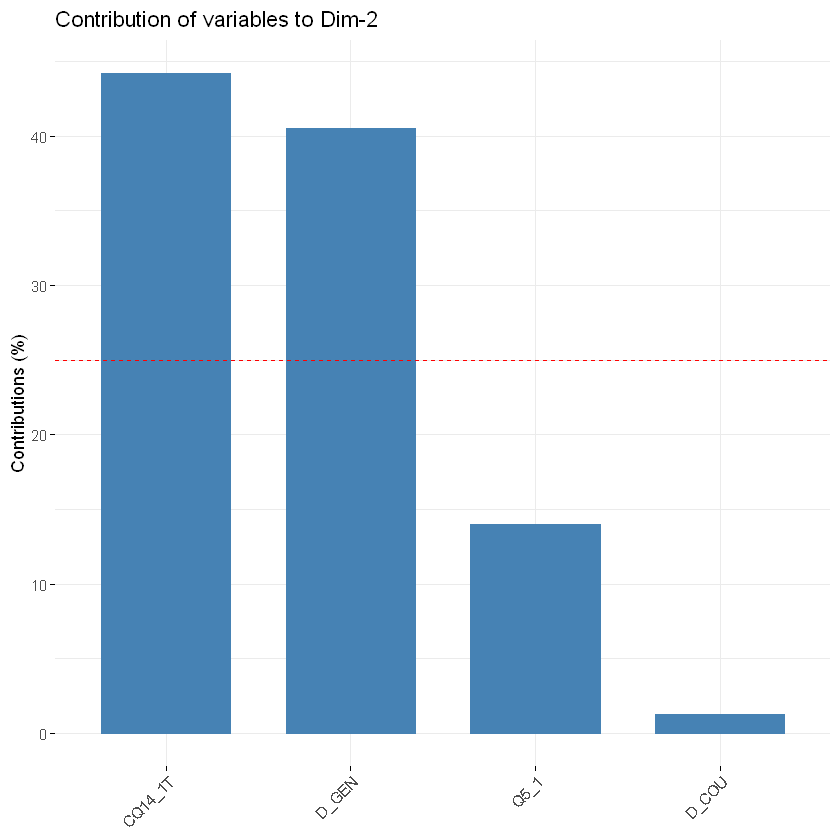 Contribution of variables to Dim-2
Contributions (%)
40
30
20
10
0
CQ14_1T
D_GEN
Q5_1
D_COU